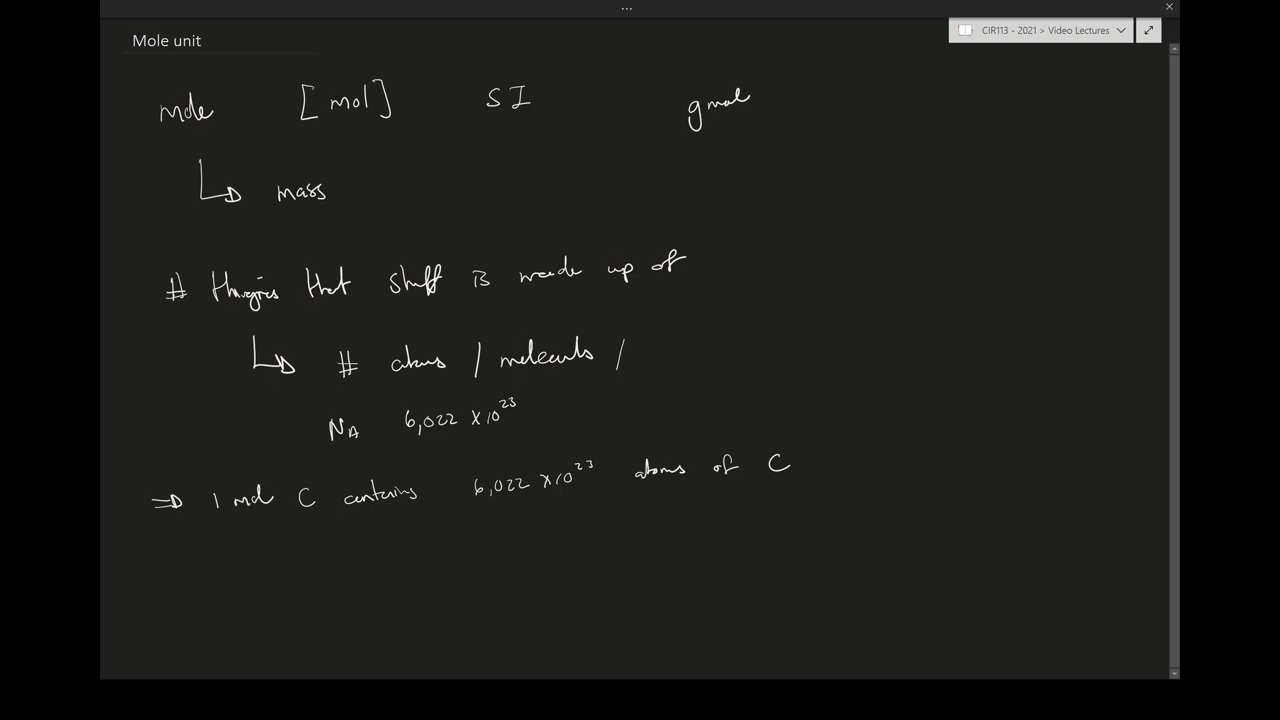 CIR113 - 2021 > Video Lectures
Mole unit
mole [mol] SI gmol
mass
# thingies that stuff is made up of
# atoms / molecules /
NA 6,022 x 10^23
⇒ 1 mol C contains 6,022 x 10^23 atoms of C